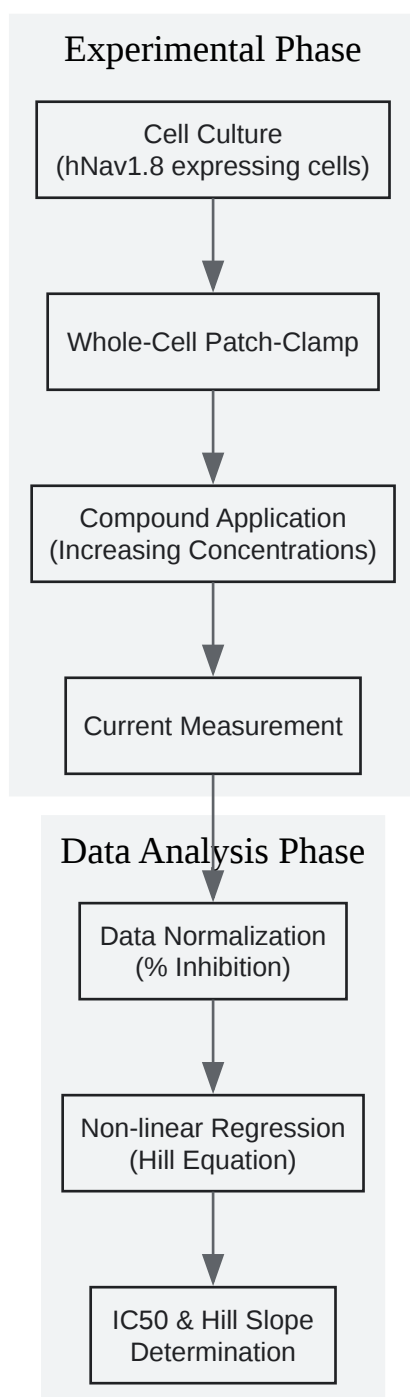 Experimental Phase
Cell Culture
(hNav1.8 expressing cells)
Whole-Cell Patch-Clamp
Compound Application
(Increasing Concentrations)
Current Measurement
Data Analysis Phase
Data Normalization
(% Inhibition)
Non-linear Regression
(Hill Equation)
IC50 & Hill Slope
Determination